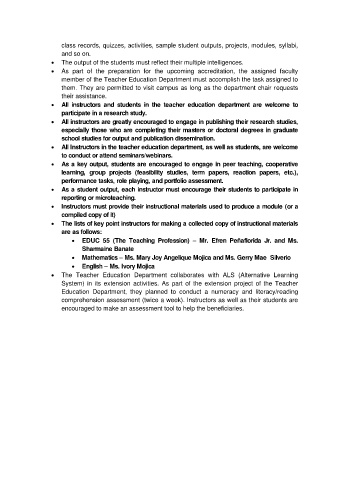 class records, quizzes, activities, sample student outputs, projects, modules, syllabi,
and so on.
• The output of the students must reflect their multiple intelligences.
• As part of the preparation for the upcoming accreditation, the assigned faculty
member of the Teacher Education Department must accomplish the task assigned to
them. They are permitted to visit campus as long as the department chair requests
their assistance.
• All instructors and students in the teacher education department are welcome to
participate in a research study.
• All instructors are greatly encouraged to engage in publishing their research studies,
especially those who are completing their masters or doctoral degrees in graduate
school studies for output and publication dissemination.
• All Instructors in the teacher education department, as well as students, are welcome
to conduct or attend seminars/webinars.
• As a key output, students are encouraged to engage in peer teaching, cooperative
learning, group projects (feasibility studies, term papers, reaction papers, etc.),
performance tasks, role playing, and portfolio assessment.
• As a student output, each instructor must encourage their students to participate in
reporting or microteaching.
• Instructors must provide their instructional materials used to produce a module (or a
compiled copy of it)
• The lists of key point instructors for making a collected copy of instructional materials
are as follows:
• EDUC 55 (The Teaching Profession) – Mr. Efren Peñaflorida Jr. and Ms.
Sharmaine Banate
• Mathematics – Ms. Mary Joy Angelique Mojica and Ms. Gerry Mae Silverio
• English – Ms. Ivory Mojica
• The Teacher Education Department collaborates with ALS (Alternative Learning
System) in its extension activities. As part of the extension project of the Teacher
Education Department, they planned to conduct a numeracy and literacy/reading
comprehension assessment (twice a week). Instructors as well as their students are
encouraged to make an assessment tool to help the beneficiaries.